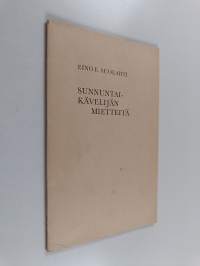 EINO E. SUOLAHTI
SUNNUNTAI-
KÄVELIJÄN
MIETTEITÄ